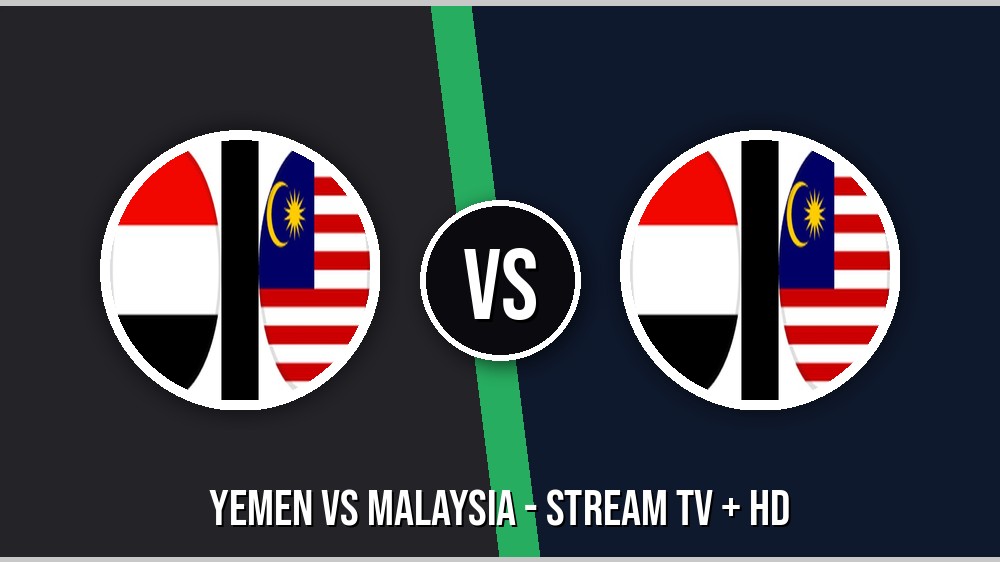 VS
YEMEN VS MALAYSIA - STREAM TV + HD